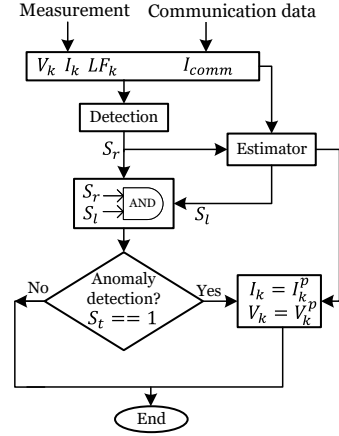 Measurement Communication data
V_k I_k LF_k I_comm
Detection
S_r
Estimator
S_r
AND
S_l
S_l
No
Anomaly
detection?
S_t == 1
Yes
I_k = I_k^p
V_k = V_k^p
End